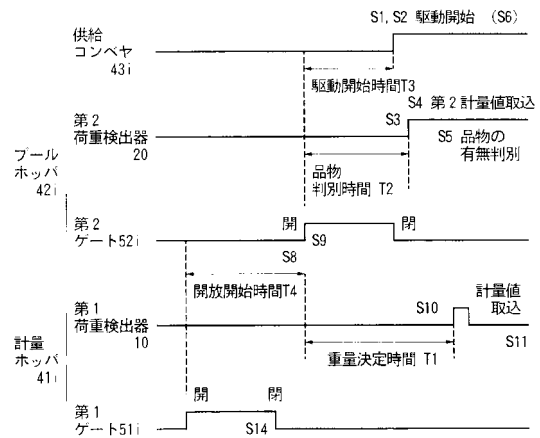 S1, S2 駆動開始 (S6)
供給
コンベヤ
43i
駆動開始時間T3
S4 第2計量値取込
第2
荷重検出器
20
S3
S5 品物の
有無判別
品物
判別時間 T2
プール
ホッパ
42i
第2
ゲート52i
開
閉
S9
S8
開放開始時間T4
第1
荷重検出器
10
S10
計量値
取込
S11
重量決定時間 T1
計量
ホッパ
41i
開
閉
第1
ゲート51i
S14